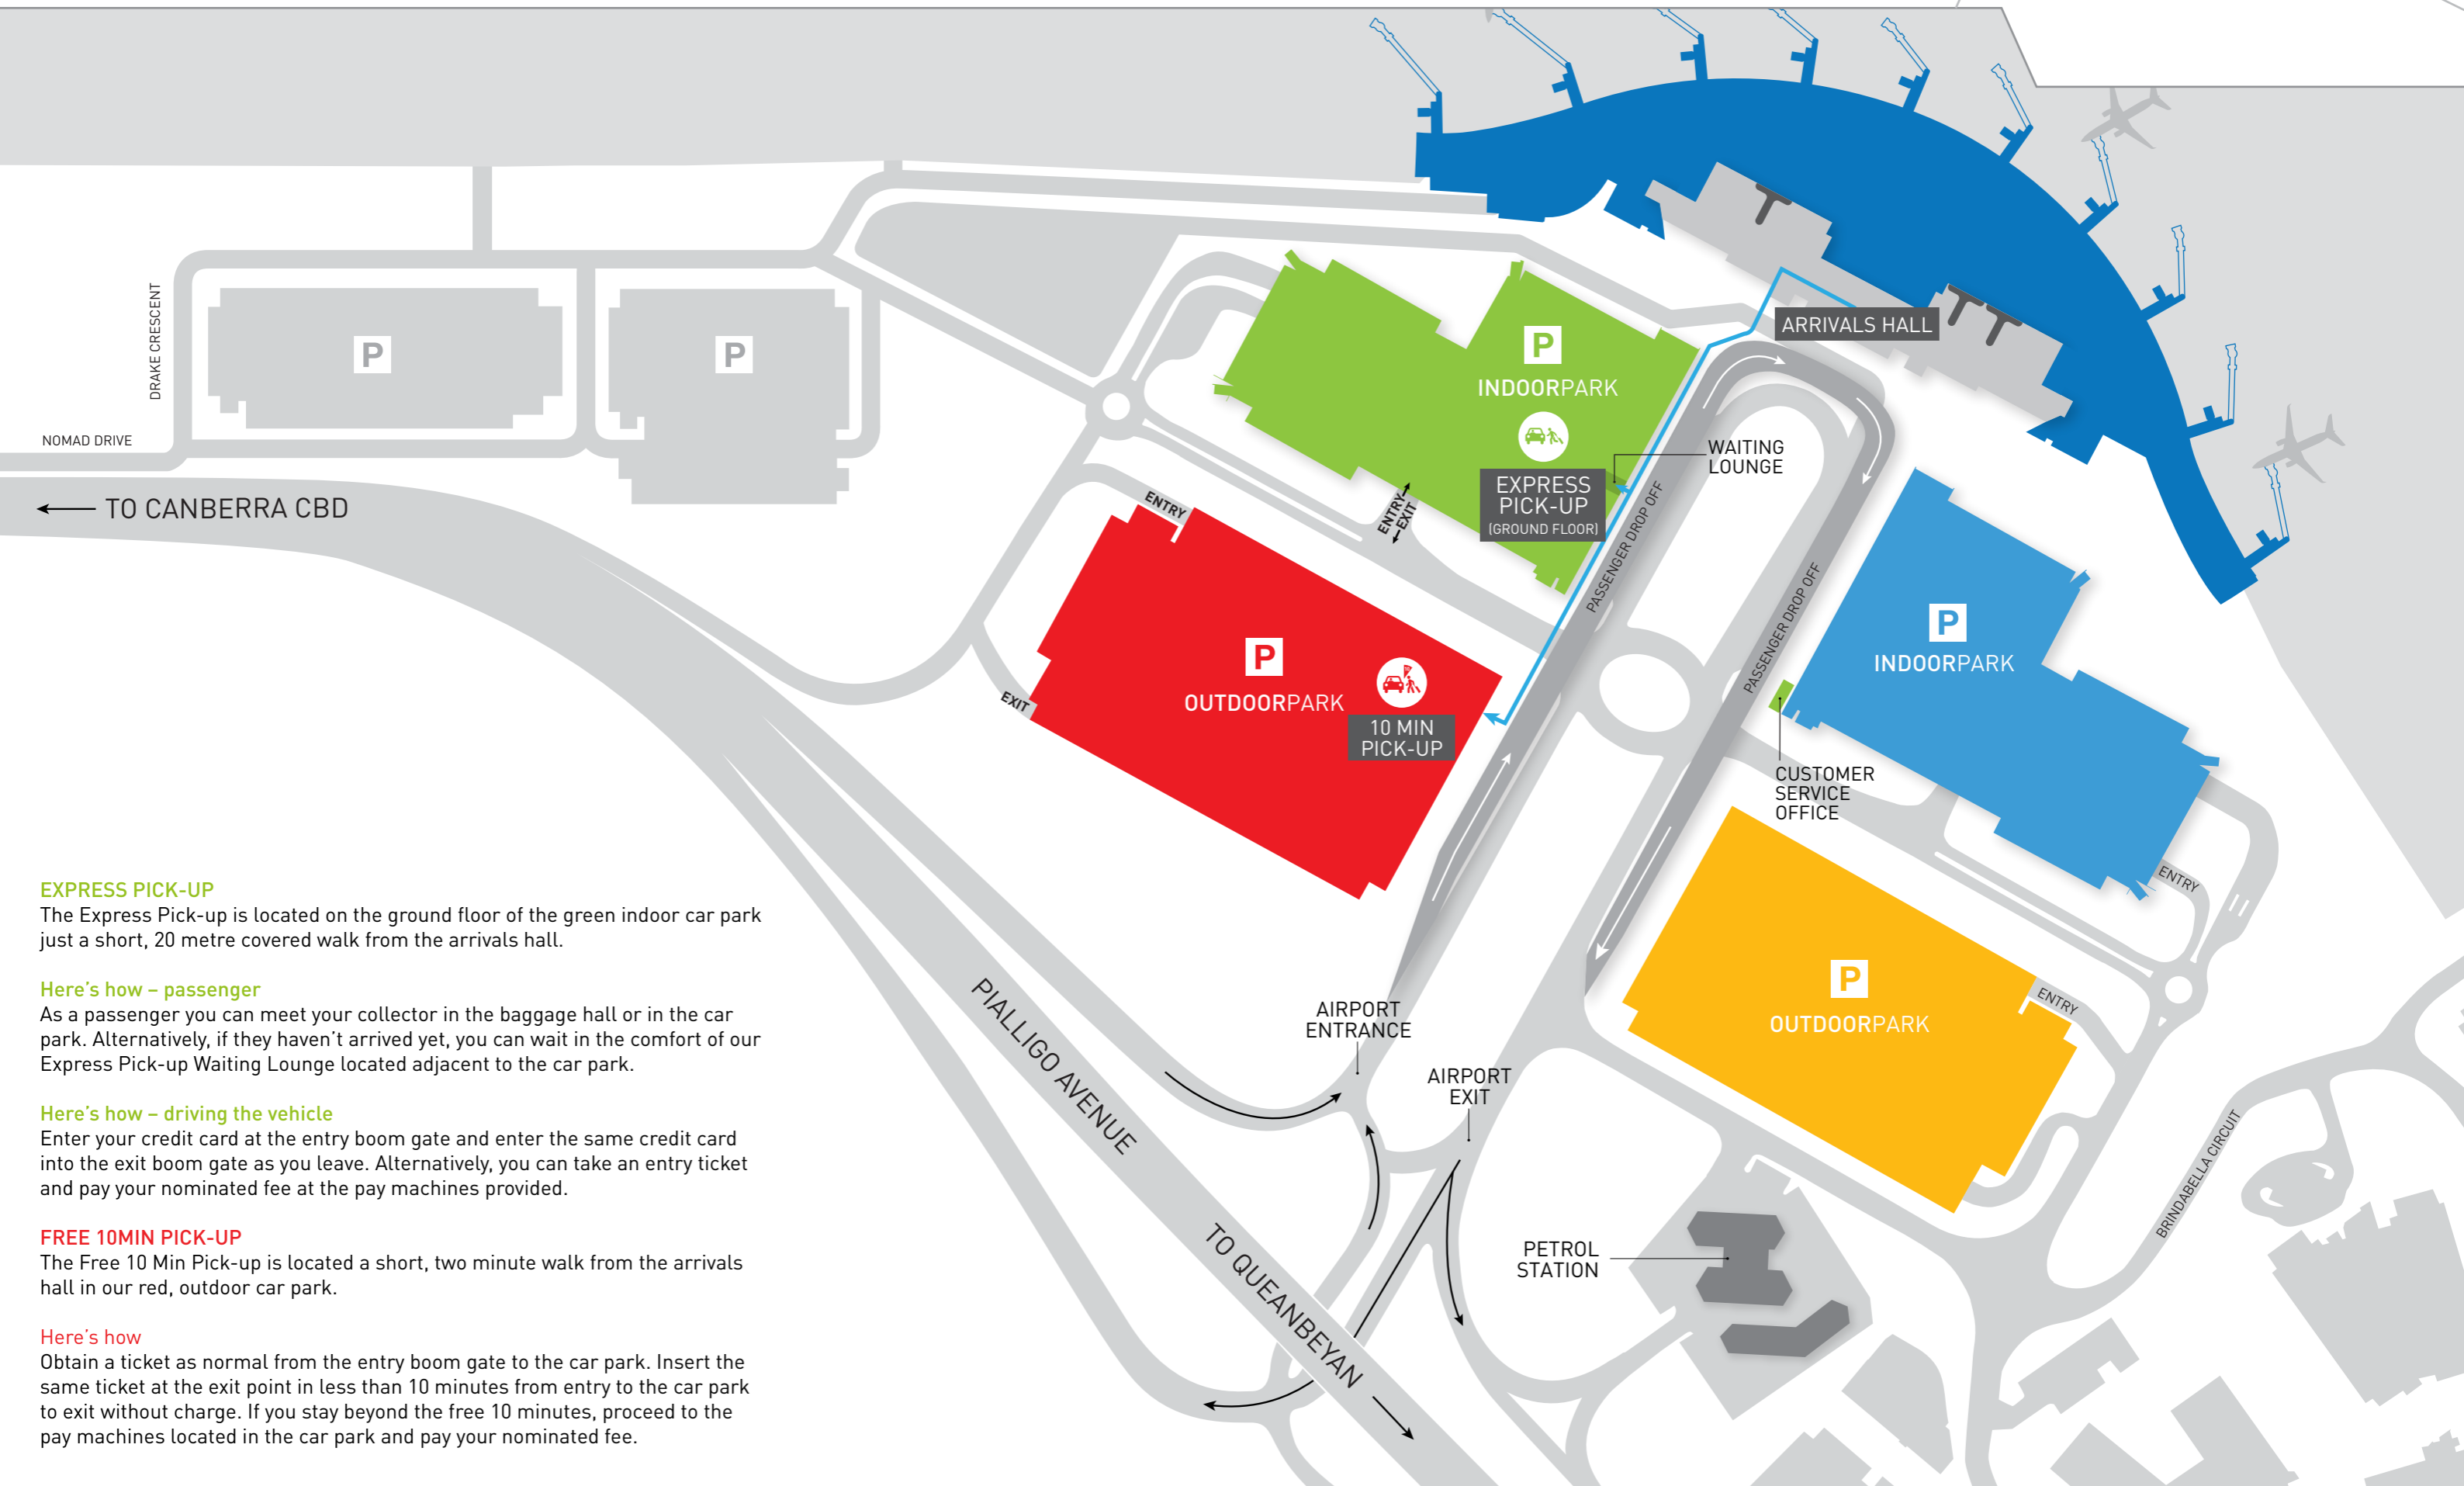 DRAKE CRESCENT
NOMAD DRIVE
P
P
← TO CANBERRA CBD
P
INDOORPARK
EXPRESS
PICK-UP
(GROUND FLOOR)
ENTRY
EXIT
ARRIVALS HALL
WAITING
LOUNGE
PASSENGER DROP OFF
PASSENGER DROP OFF
ENTRY
P
OUTDOORPARK
10 MIN
PICK-UP
EXIT
P
INDOORPARK
CUSTOMER
SERVICE
OFFICE
ENTRY
P
OUTDOORPARK
ENTRY
AIRPORT
ENTRANCE
AIRPORT
EXIT
PIALLIGO AVENUE
TO QUEANBEYAN →
PETROL
STATION
BRINDABELLA CIRCUIT
EXPRESS PICK-UP
The Express Pick-up is located on the ground floor of the green indoor car park
just a short, 20 metre covered walk from the arrivals hall.
Here's how – passenger
As a passenger you can meet your collector in the baggage hall or in the car
park. Alternatively, if they haven't arrived yet, you can wait in the comfort of our
Express Pick-up Waiting Lounge located adjacent to the car park.
Here's how – driving the vehicle
Enter your credit card at the entry boom gate and enter the same credit card
into the exit boom gate as you leave. Alternatively, you can take an entry ticket
and pay your nominated fee at the pay machines provided.
FREE 10MIN PICK-UP
The Free 10 Min Pick-up is located a short, two minute walk from the arrivals
hall in our red, outdoor car park.
Here's how
Obtain a ticket as normal from the entry boom gate to the car park. Insert the
same ticket at the exit point in less than 10 minutes from entry to the car park
to exit without charge. If you stay beyond the free 10 minutes, proceed to the
pay machines located in the car park and pay your nominated fee.